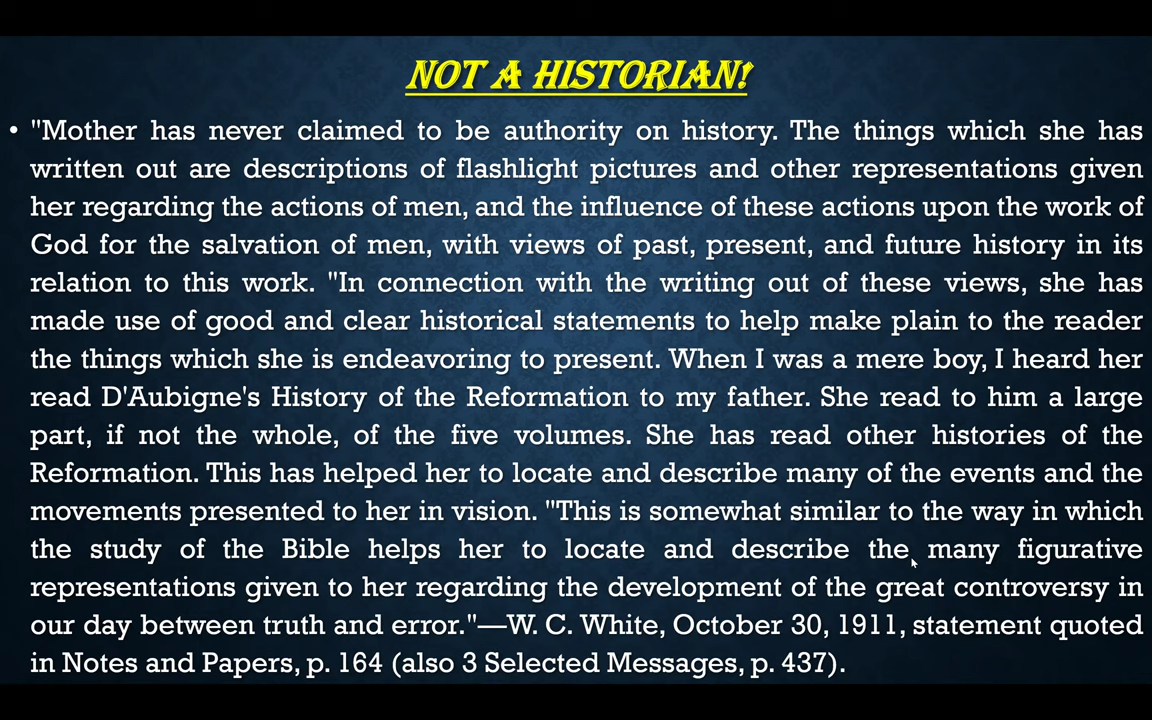 NOT A HISTORIAN!
• "Mother has never claimed to be authority on history. The things which she has
written out are descriptions of flashlight pictures and other representations given
her regarding the actions of men, and the influence of these actions upon the work of
God for the salvation of men, with views of past, present, and future history in its
relation to this work. "In connection with the writing out of these views, she has
made use of good and clear historical statements to help make plain to the reader
the things which she is endeavoring to present. When I was a mere boy, I heard her
read D'Aubigne's History of the Reformation to my father. She read to him a large
part, if not the whole, of the five volumes. She has read other histories of the
Reformation. This has helped her to locate and describe many of the events and the
movements presented to her in vision. "This is somewhat similar to the way in which
the study of the Bible helps her to locate and describe the many figurative
representations given to her regarding the development of the great controversy in
our day between truth and error."—W. C. White, October 30, 1911, statement quoted
in Notes and Papers, p. 164 (also 3 Selected Messages, p. 437).